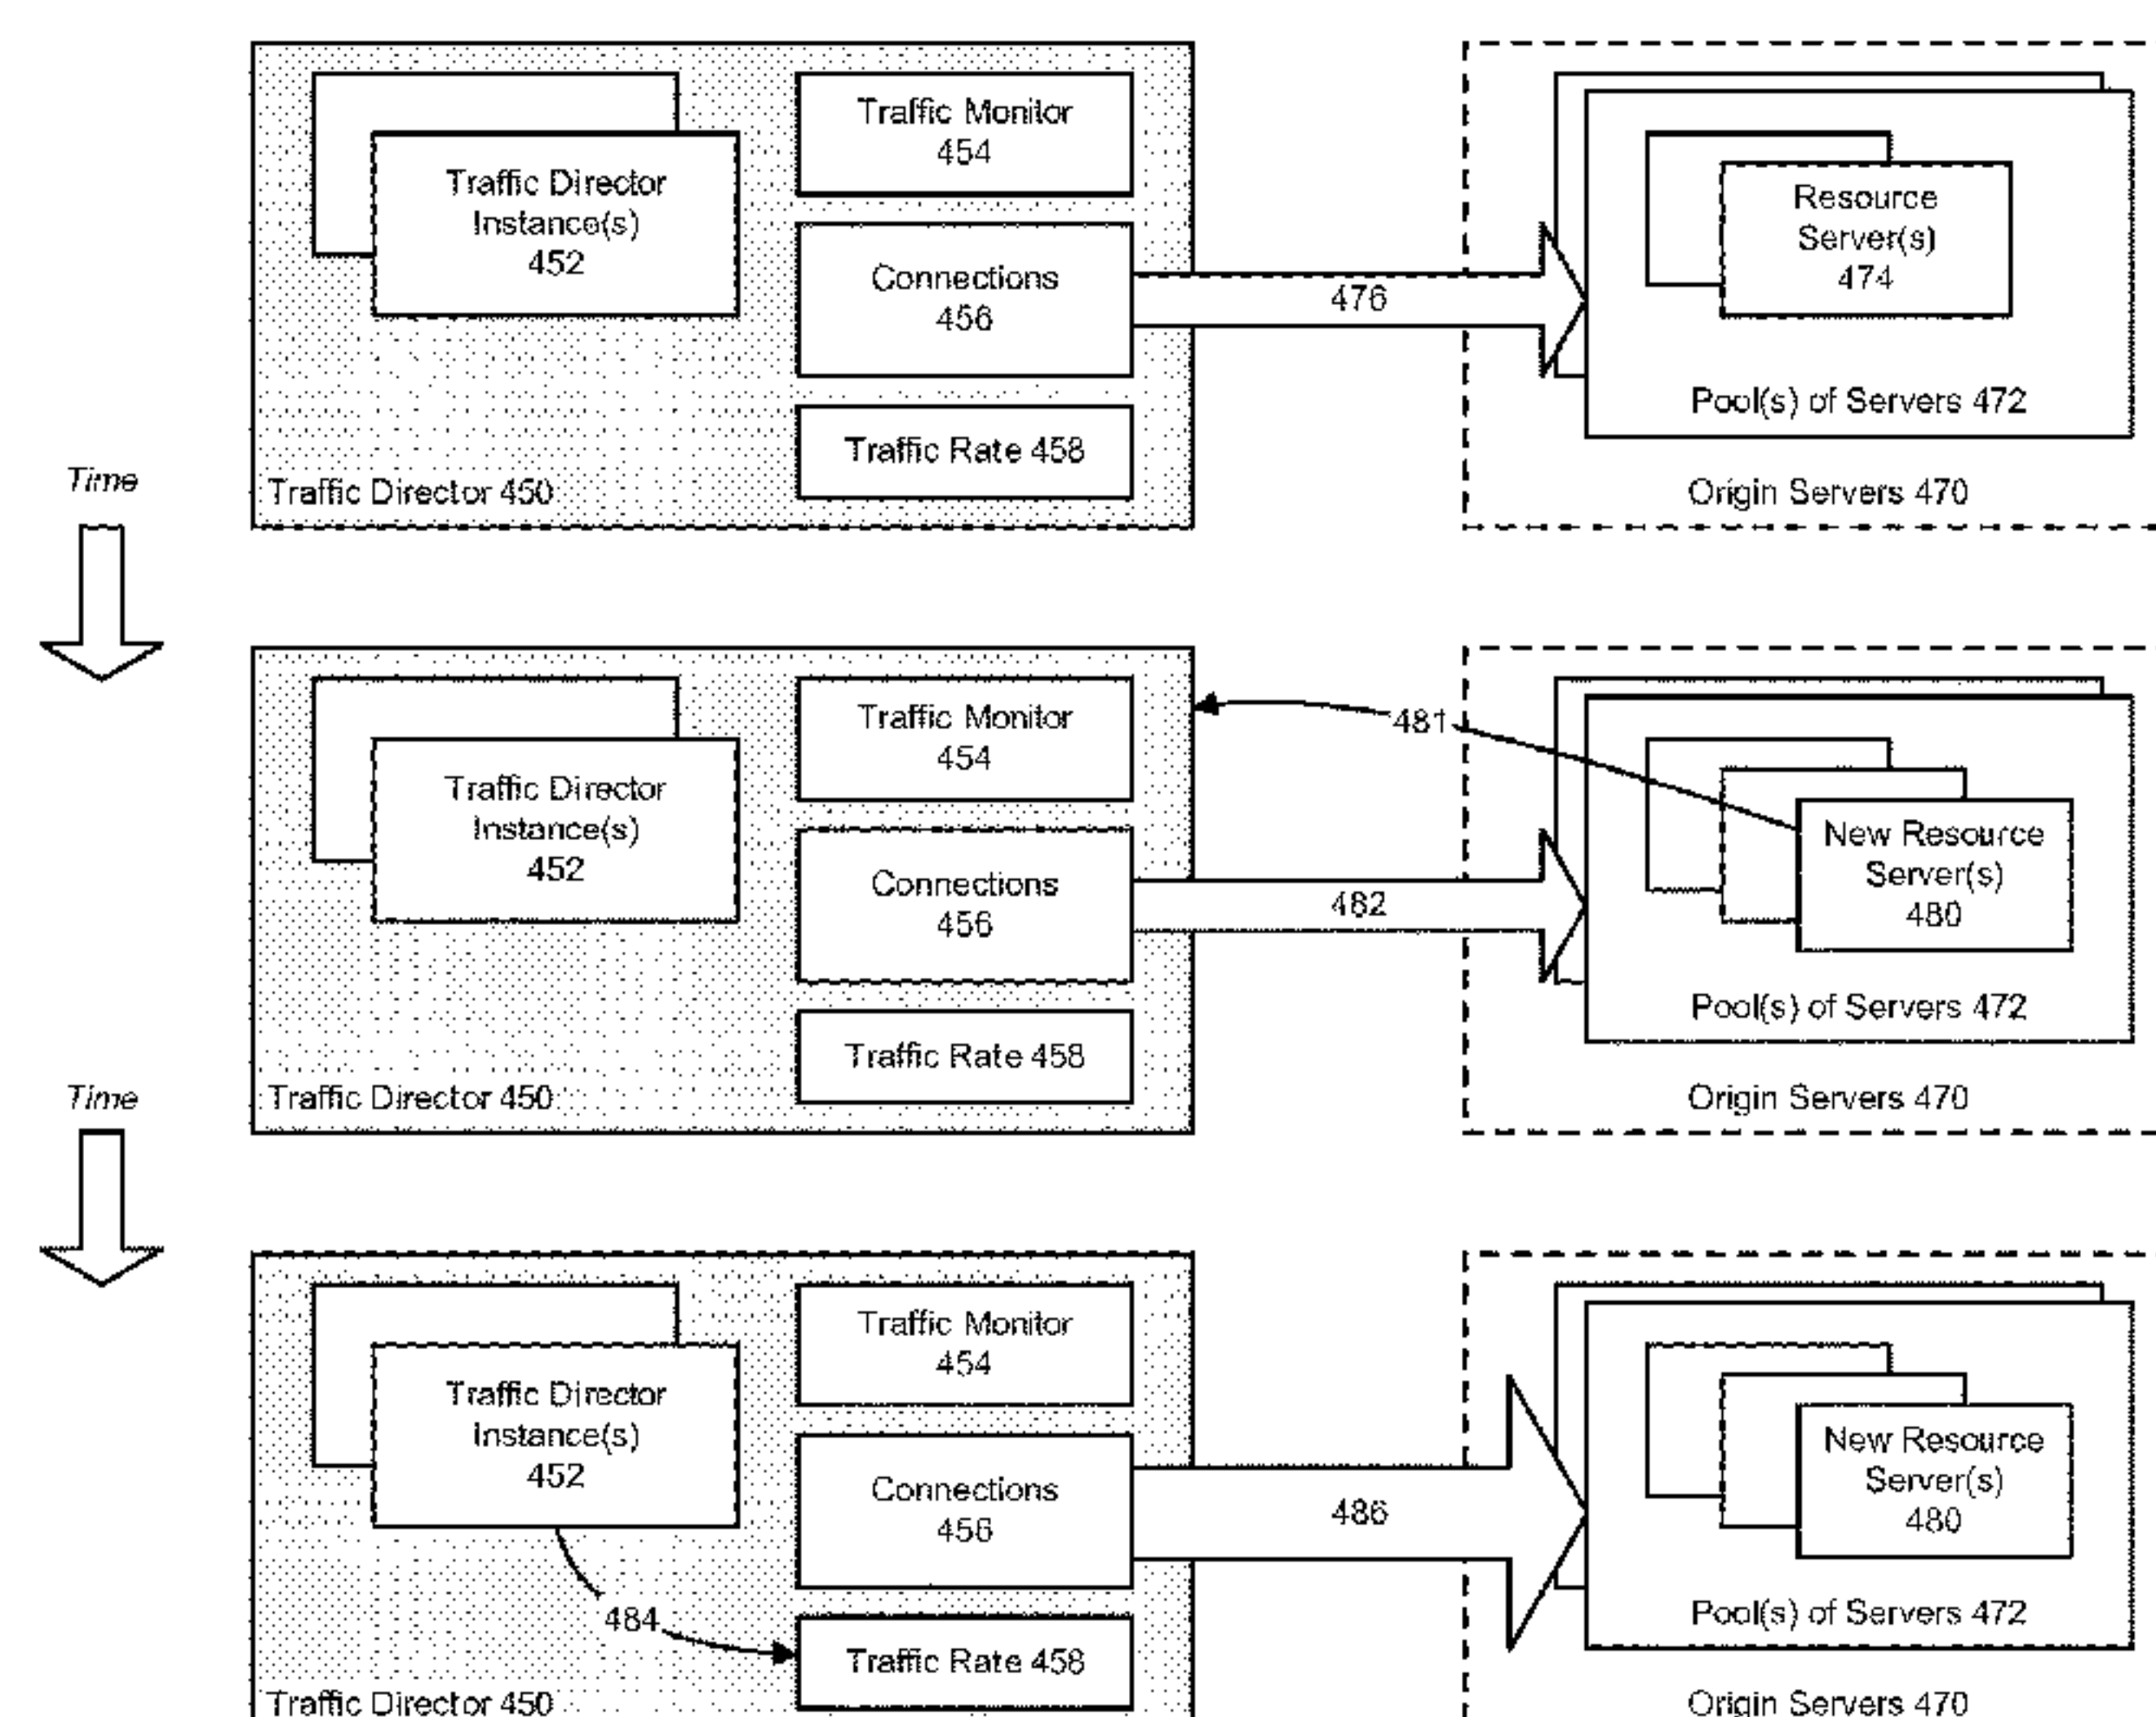 Traffic Director
Instance(s)
452
Traffic Monitor
454
Connections
456
Traffic Rate 458
Traffic Director 450
476
Resource
Server(s)
474
Pool(s) of Servers 472
Origin Servers 470
Time
Traffic Director
Instance(s)
452
Traffic Monitor
454
Connections
456
Traffic Rate 458
Traffic Director 450
481
482
New Resource
Server(s)
480
Pool(s) of Servers 472
Origin Servers 470
Time
Traffic Director
Instance(s)
452
484
Traffic Monitor
454
Connections
456
Traffic Rate 458
Traffic Director 450
486
New Resource
Server(s)
480
Pool(s) of Servers 472
Origin Servers 470